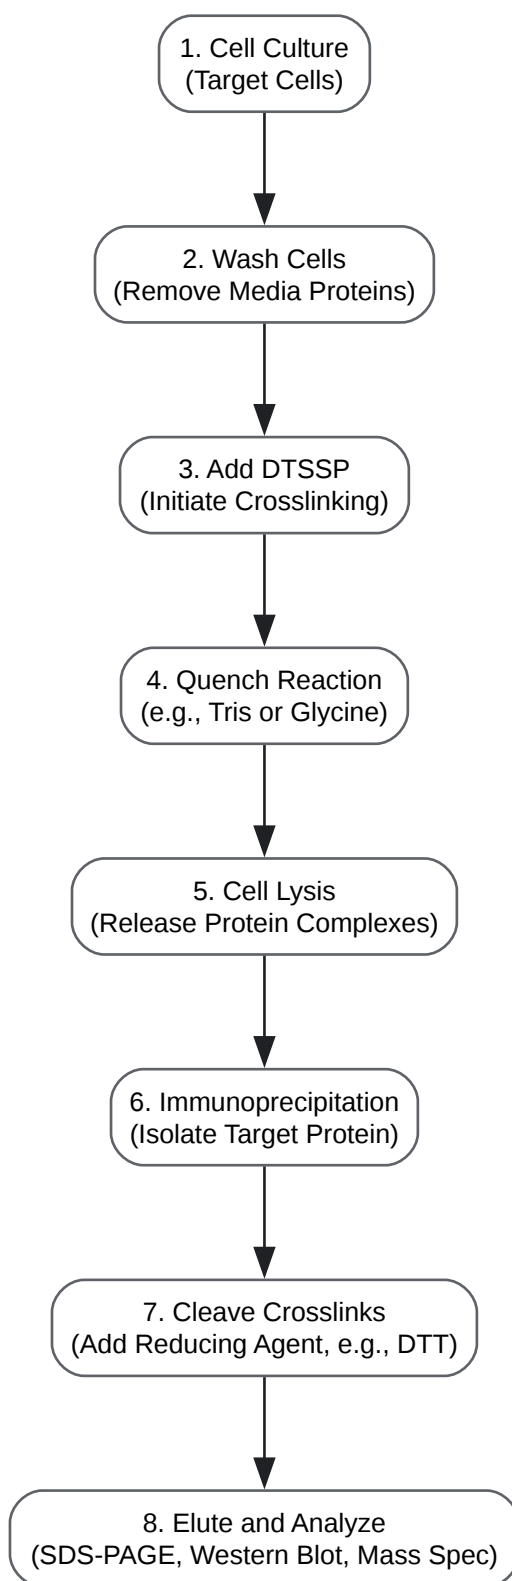 1. Cell Culture
(Target Cells)
2. Wash Cells
(Remove Media Proteins)
3. Add DTSSP
(Initiate Crosslinking)
4. Quench Reaction
(e.g., Tris or Glycine)
5. Cell Lysis
(Release Protein Complexes)
6. Immunoprecipitation
(Isolate Target Protein)
7. Cleave Crosslinks
(Add Reducing Agent, e.g., DTT)
8. Elute and Analyze
(SDS-PAGE, Western Blot, Mass Spec)